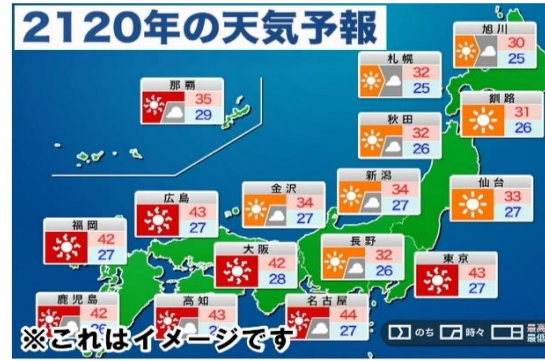 2120年の天気予報
旭川
30
25
札幌
32
25
那覇
35
29
釧路
31
26
秋田
32
26
新潟
34
27
仙台
33
27
金沢
34
27
広島
43
27
福岡
42
27
大阪
42
28
長野
32
26
東京
43
27
鹿児島
42
26
高知
43
名古屋
44
27
のち
時々
最高
最低
※これはイメージです